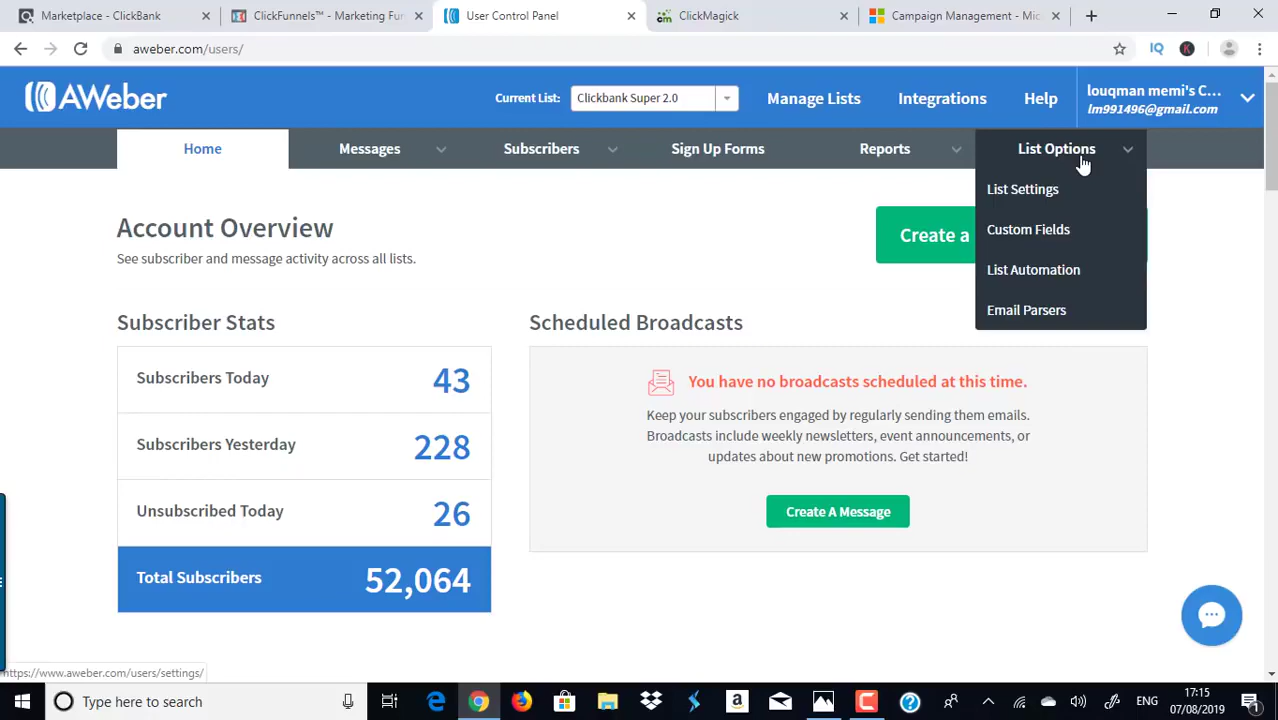 Marketplace - ClickBank
ClickFunnels™ - Marketing Fun
User Control Panel
ClickMagick
Campaign Management - Mic
aweber.com/users/
AWeber
Current List:
Clickbank Super 2.0
Manage Lists
Integrations
Help
louqman memi's C...
lm991496@gmail.com
Home
Messages
Subscribers
Sign Up Forms
Reports
List Options
List Settings
Custom Fields
List Automation
Email Parsers
Account Overview
See subscriber and message activity across all lists.
Create a
Subscriber Stats
Subscribers Today 43
Subscribers Yesterday 228
Unsubscribed Today 26
Total Subscribers 52,064
Scheduled Broadcasts
You have no broadcasts scheduled at this time.
Keep your subscribers engaged by regularly sending them emails.
Broadcasts include weekly newsletters, event announcements, or
updates about new promotions. Get started!
Create A Message
https://www.aweber.com/users/settings/
Type here to search
ENG
17:15
07/08/2019